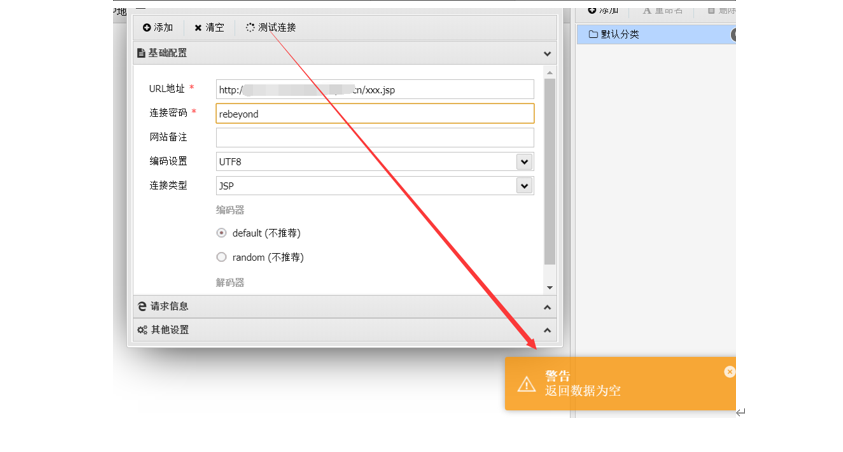 添加 清空 测试连接
添加 重命名
基础配置
默认分类
URL地址 * http:/ cn/xxx.jsp
连接密码 * rebeyond
网站备注
编码设置 UTF8
连接类型 JSP
编码器
default (不推荐)
random (不推荐)
解码器
请求信息
其他设置
警告
返回数据为空